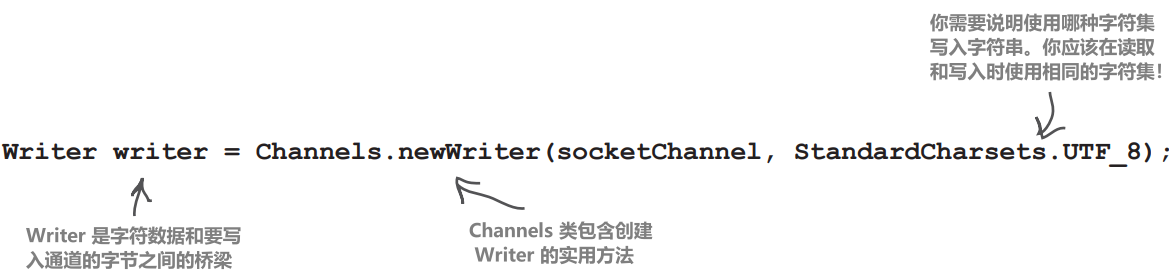 你需要说明使用哪种字符集
写入字符串。你应该在读取
和写入时使用相同的字符集!
Writer writer = Channels.newWriter(socketChannel, StandardCharsets.UTF_8);
Writer 是字符数据和要写
入通道的字节之间的桥梁
Channels 类包含创建
Writer 的实用方法